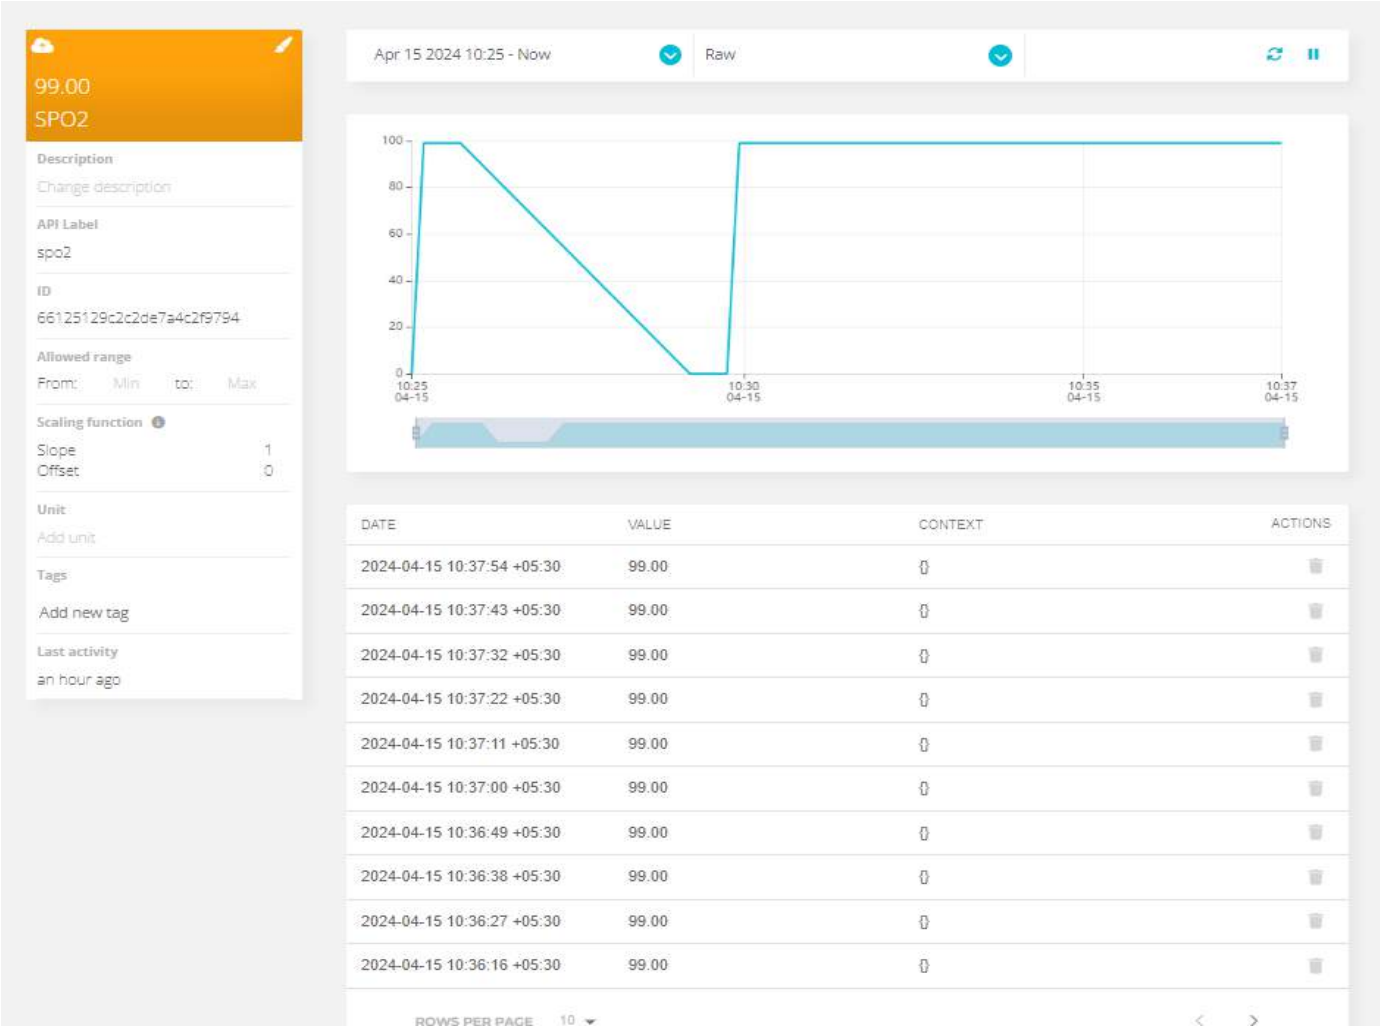 99.00
SPO2
Description
Change description
API Label
spo2
ID
66125129c2c2de7a4c2f9794
Allowed range
From: Min to: Max
Scaling function
Slope 1
Offset 0
Unit
Add unit
Tags
Add new tag
Last activity
an hour ago
Apr 15 2024 10:25 - Now Raw
100
80
60
40
20
0
10:25 10:30 10:35 10:37
04-15 04-15 04-15 04-15
DATE VALUE CONTEXT ACTIONS
2024-04-15 10:37:54 +05:30 99.00 {}
2024-04-15 10:37:43 +05:30 99.00 {}
2024-04-15 10:37:32 +05:30 99.00 {}
2024-04-15 10:37:22 +05:30 99.00 {}
2024-04-15 10:37:11 +05:30 99.00 {}
2024-04-15 10:37:00 +05:30 99.00 {}
2024-04-15 10:36:49 +05:30 99.00 {}
2024-04-15 10:36:38 +05:30 99.00 {}
2024-04-15 10:36:27 +05:30 99.00 {}
2024-04-15 10:36:16 +05:30 99.00 {}
ROWS PER PAGE 10